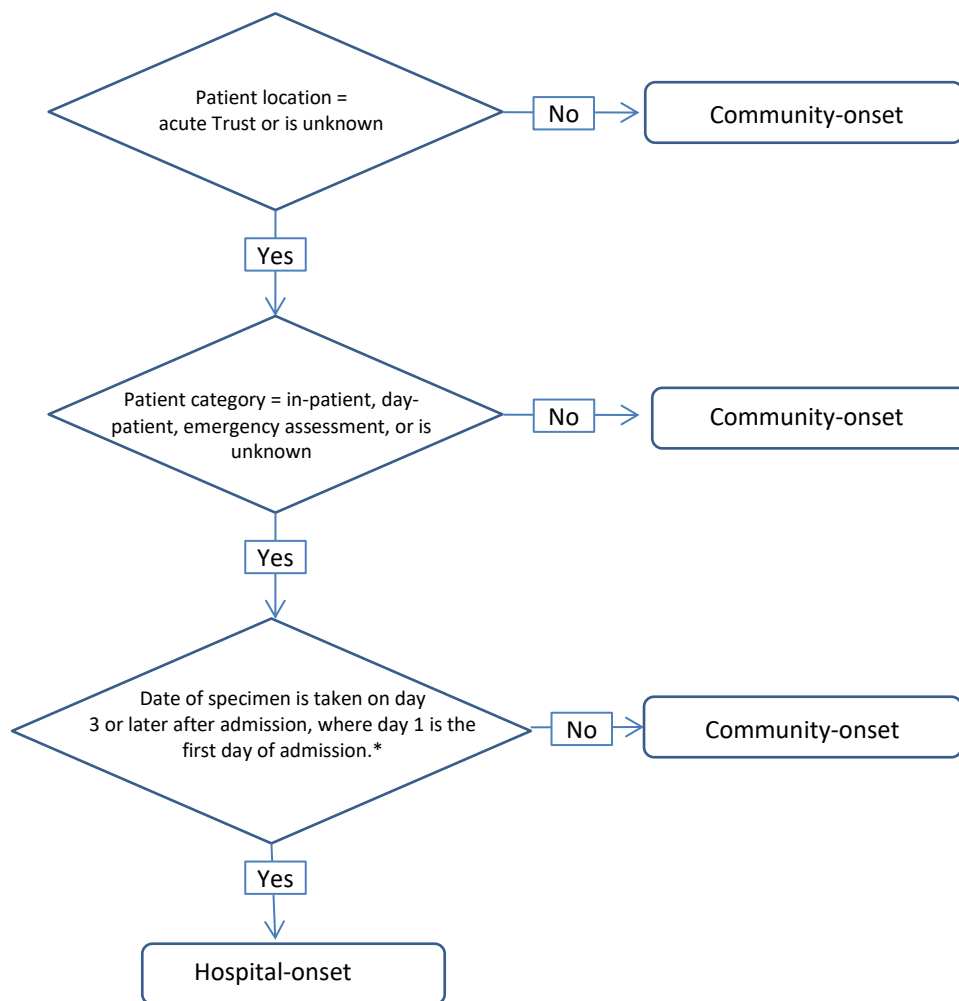 Patient location =
acute Trust or is unknown
No
Community-onset
Yes
Patient category = in-patient, day-
patient, emergency assessment, or is
unknown
No
Community-onset
Yes
Date of specimen is taken on day
3 or later after admission, where day 1 is the
first day of admission.*
No
Community-onset
Yes
Hospital-onset